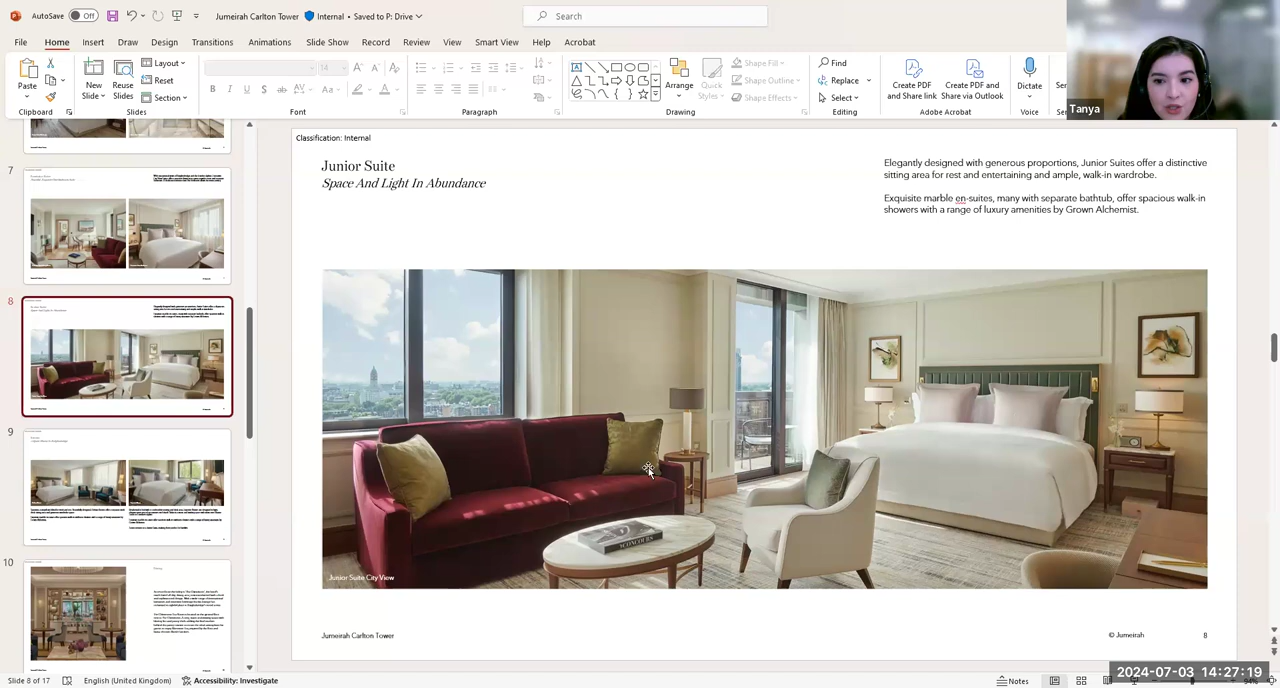 AutoSave
Off
Jumeirah Carlton Tower
Internal • Saved to P: Drive
Search
File
Home
Insert
Draw
Design
Transitions
Animations
Slide Show
Record
Review
View
Smart View
Help
Acrobat
Paste
Clipboard
New
Slide
Reuse
Slides
Layout
Reset
Section
Slides
14
Font
Paragraph
Arrange
Quick
Styles
Shape Fill
Shape Outline
Shape Effects
Drawing
Find
Replace
Select
Editing
Create PDF
and Share link
Create PDF and
Share via Outlook
Adobe Acrobat
Dictate
Voice
Tanya
7
8
9
10
Classification: Internal
Junior Suite
Space And Light In Abundance
Elegantly designed with generous proportions, Junior Suites offer a distinctive
sitting area for rest and entertaining and ample, walk-in wardrobe.
Exquisite marble en-suites, many with separate bathtub, offer spacious walk-in
showers with a range of luxury amenities by Grown Alchemist.
Junior Suite City View
Jumeirah Carlton Tower
© Jumeirah
8
Slide 8 of 17
English (United Kingdom)
Accessibility: Investigate
Notes
2024-07-03 14:27:19